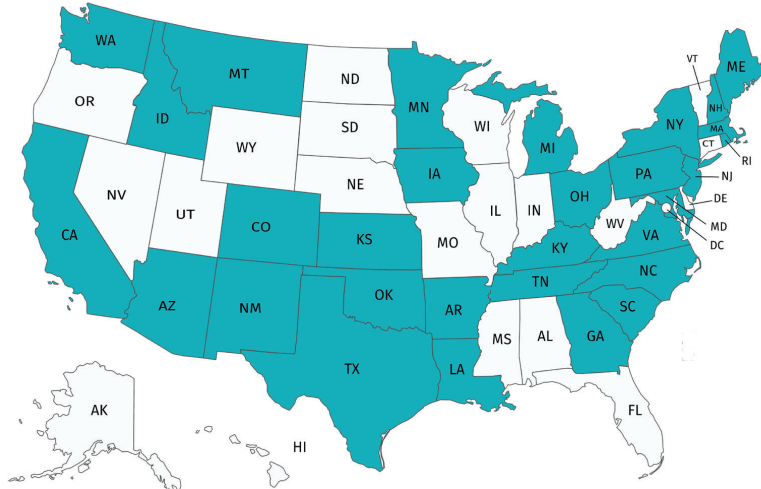 WA
MT
ND
MN
VT
ME
OR
ID
SD
WI
MI
NY
NH
MA
CT
RI
WY
IA
PA
NJ
NE
NV
UT
IL
IN
OH
DE
CO
KS
MO
WV
VA
MD
DC
CA
KY
NC
AZ
NM
OK
AR
TN
SC
TX
LA
MS
AL
GA
AK
HI
FL